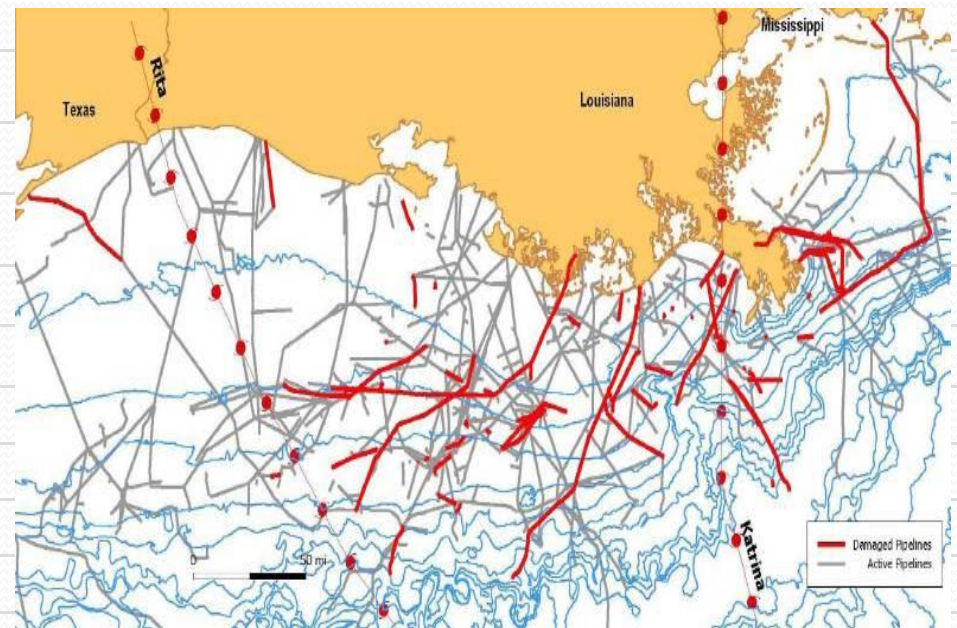 Mississippi
Rita
Texas
Louisiana
Damaged Pipelines
Active Pipelines
0 50 mi
Katrina